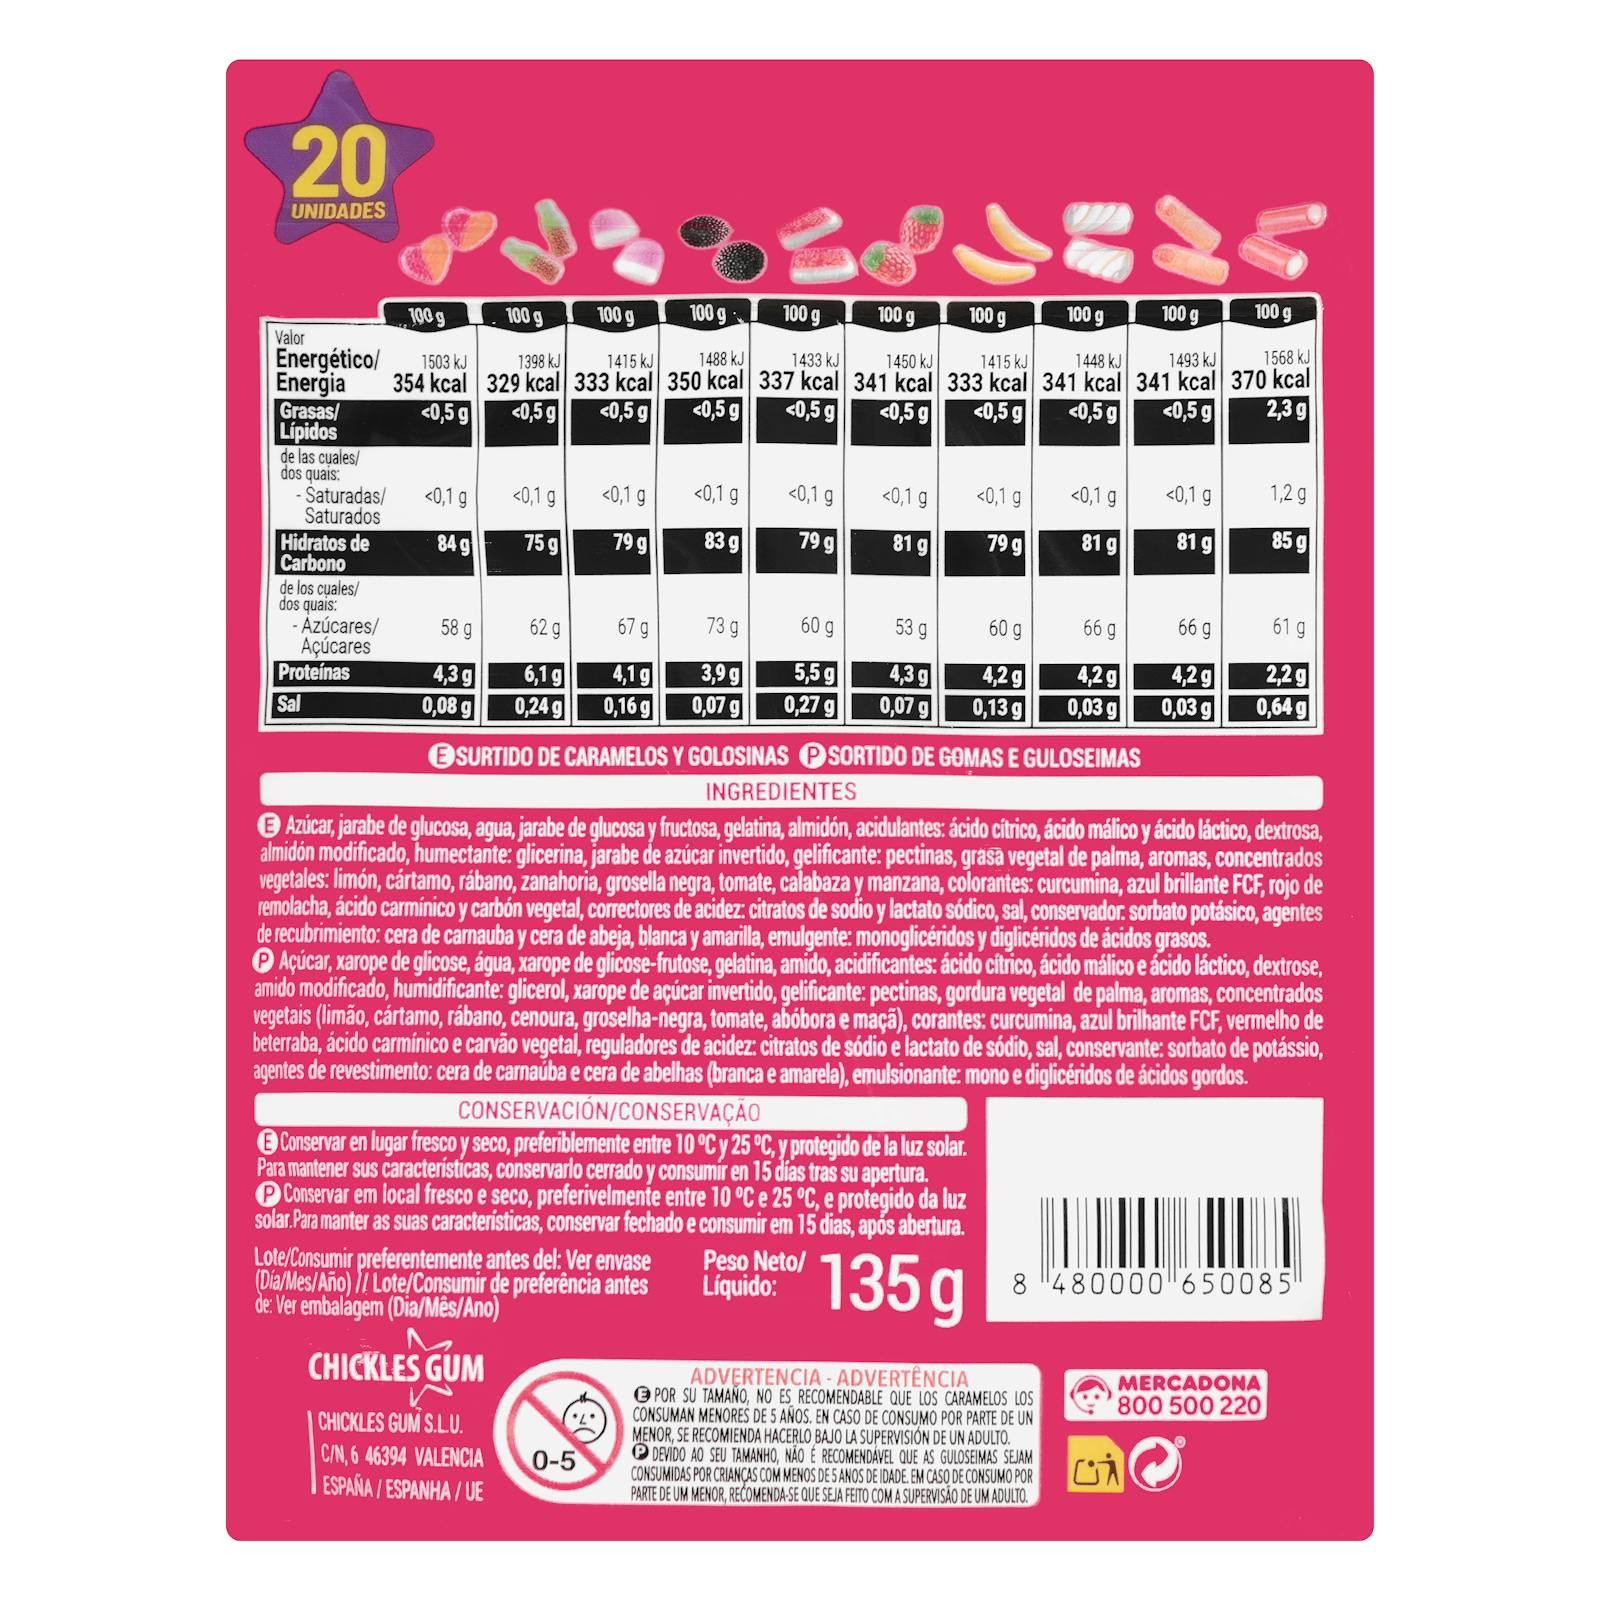 20
UNIDADES
100 g 100 g 100 g 100 g 100 g 100 g 100 g 100 g 100 g 100 g
Valor
Energético/ 1503 kJ 1398 kJ 1415 kJ 1488 kJ 1433 kJ 1450 kJ 1415 kJ 1448 kJ 1493 kJ 1568 kJ
Energia 354 kcal 329 kcal 333 kcal 350 kcal 337 kcal 341 kcal 333 kcal 341 kcal 341 kcal 370 kcal
Grasas/ <0,5 g <0,5 g <0,5 g <0,5 g <0,5 g <0,5 g <0,5 g <0,5 g <0,5 g 2,3 g
Lípidos
de las cuales/
dos quais:
- Saturadas/ <0,1 g <0,1 g <0,1 g <0,1 g <0,1 g <0,1 g <0,1 g <0,1 g <0,1 g 1,2 g
Saturados
Hidratos de 84 g 75 g 79 g 83 g 79 g 81 g 79 g 81 g 81 g 85 g
Carbono
de los cuales/
dos quais:
- Azúcares/ 58 g 62 g 67 g 73 g 60 g 53 g 60 g 66 g 66 g 61 g
Açúcares
Proteínas 4,3 g 6,1 g 4,1 g 3,9 g 5,5 g 4,3 g 4,2 g 4,2 g 4,2 g 2,2 g
Sal 0,08 g 0,24 g 0,16 g 0,07 g 0,27 g 0,07 g 0,13 g 0,03 g 0,03 g 0,64 g
E SURTIDO DE CARAMELOS Y GOLOSINAS P SORTIDO DE GOMAS E GULOSEIMAS
INGREDIENTES
E Azúcar, jarabe de glucosa, agua, jarabe de glucosa y fructosa, gelatina, almidón, acidulantes: ácido cítrico, ácido málico y ácido láctico, dextrosa,
almidón modificado, humectante: glicerina, jarabe de azúcar invertido, gelificante: pectinas, grasa vegetal de palma, aromas, concentrados
vegetales: limón, cártamo, rábano, zanahoria, grosella negra, tomate, calabaza y manzana, colorantes: curcumina, azul brillante FCF, rojo de
remolacha, ácido carmínico y carbón vegetal, correctores de acidez: citratos de sodio y lactato sódico, sal, conservador: sorbato potásico, agentes
de recubrimiento: cera de carnauba y cera de abeja, blanca y amarilla, emulgente: monoglicéridos y diglicéridos de ácidos grasos.
P Açúcar, xarope de glicose, água, xarope de glicose-frutose, gelatina, amido, acidificantes: ácido cítrico, ácido málico e ácido láctico, dextrose,
amido modificado, humidificante: glicerol, xarope de açúcar invertido, gelificante: pectinas, gordura vegetal de palma, aromas, concentrados
vegetais (limão, cártamo, rábano, cenoura, groselha-negra, tomate, abóbora e maçã), corantes: curcumina, azul brilhante FCF, vermelho de
beterraba, ácido carmínico e carvão vegetal, reguladores de acidez: citratos de sódio e lactato de sódio, sal, conservante: sorbato de potássio,
agentes de revestimento: cera de carnaúba e cera de abelhas (branca e amarela), emulsionante: mono e diglicéridos de ácidos gordos.
CONSERVACIÓN/CONSERVAÇÃO
E Conservar en lugar fresco y seco, preferiblemente entre 10 ºC y 25 ºC, y protegido de la luz solar.
Para mantener sus características, conservarlo cerrado y consumir en 15 días tras su apertura.
P Conservar em local fresco e seco, preferivelmente entre 10 ºC e 25 ºC, e protegido da luz
solar. Para manter as suas características, conservar fechado e consumir em 15 dias, após abertura.
Lote/Consumir preferentemente antes del: Ver envase
(Día/Mes/Año) // Lote/Consumir de preferência antes
de: Ver embalagem (Dia/Mês/Ano)
Peso Neto/
Líquido:
135 g
8 480000 650085
CHICKLES GUM
CHICKLES GUM S.L.U.
C/N, 6 46394 VALENCIA
ESPAÑA / ESPANHA / UE
0-5
ADVERTENCIA - ADVERTÊNCIA
E POR SU TAMAÑO, NO ES RECOMENDABLE QUE LOS CARAMELOS LOS
CONSUMAN MENORES DE 5 AÑOS. EN CASO DE CONSUMO POR PARTE DE UN
MENOR, SE RECOMIENDA HACERLO BAJO LA SUPERVISIÓN DE UN ADULTO.
P DEVIDO AO SEU TAMANHO, NÃO É RECOMENDÁVEL QUE AS GULOSEIMAS SEJAM
CONSUMIDAS POR CRIANÇAS COM MENOS DE 5 ANOS DE IDADE. EM CASO DE CONSUMO POR
PARTE DE UM MENOR, RECOMENDA-SE QUE SEJA FEITO COM A SUPERVISÃO DE UM ADULTO.
MERCADONA
800 500 220